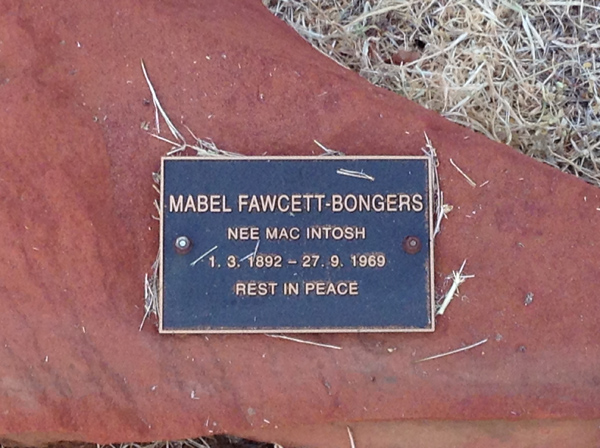 MABEL FAWCETT-BONGERS
NEE MAC INTOSH
1. 3. 1892 – 27. 9. 1969
REST IN PEACE